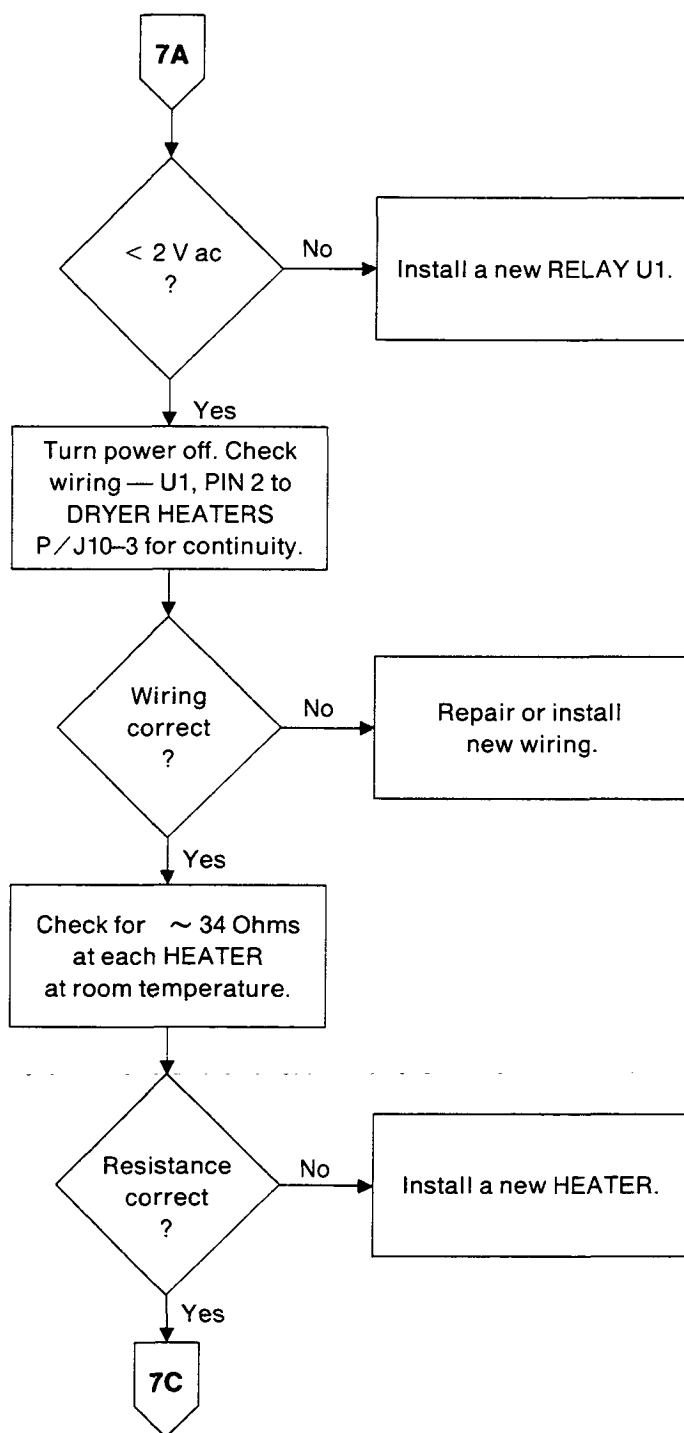 7A
< 2 V ac
?
No
Install a new RELAY U1.
Yes
Turn power off. Check
wiring — U1, PIN 2 to
DRYER HEATERS
P/J10–3 for continuity.
Wiring
correct
?
No
Repair or install
new wiring.
Yes
Check for ~ 34 Ohms
at each HEATER
at room temperature.
Resistance
correct
?
No
Install a new HEATER.
Yes
7C